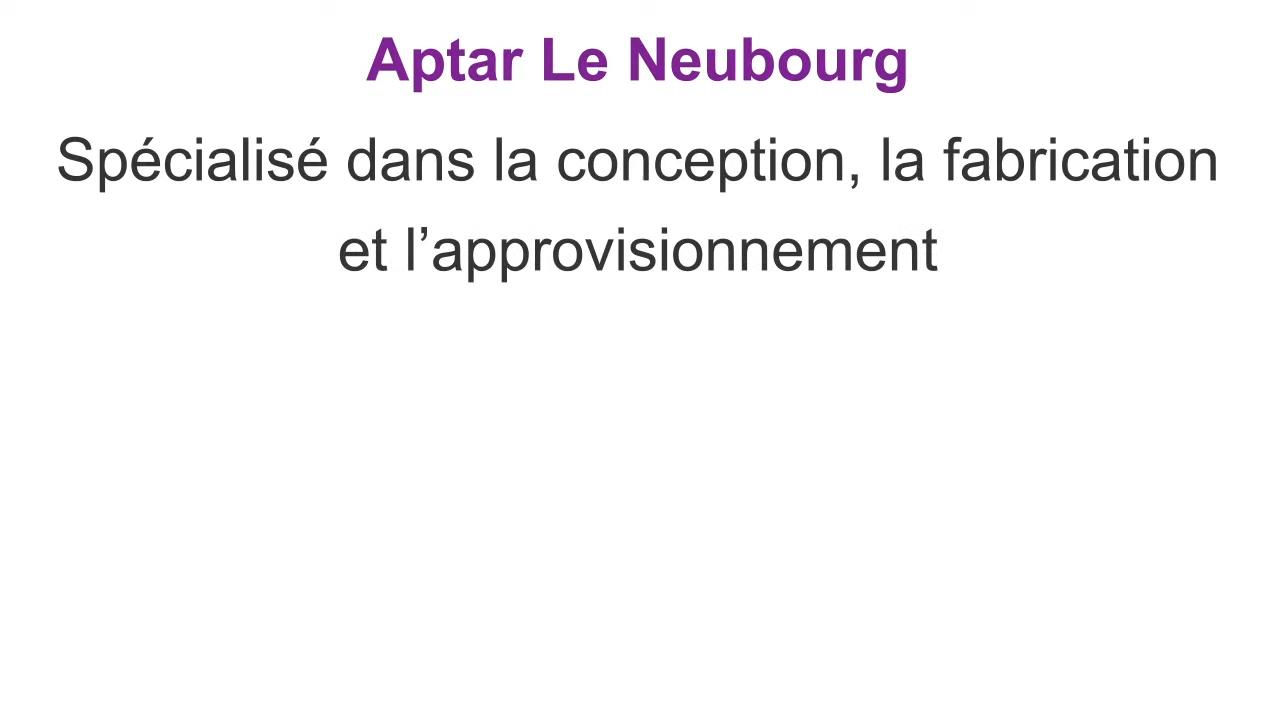 Aptar Le Neubourg
Spécialisé dans la conception, la fabrication
et l’approvisionnement